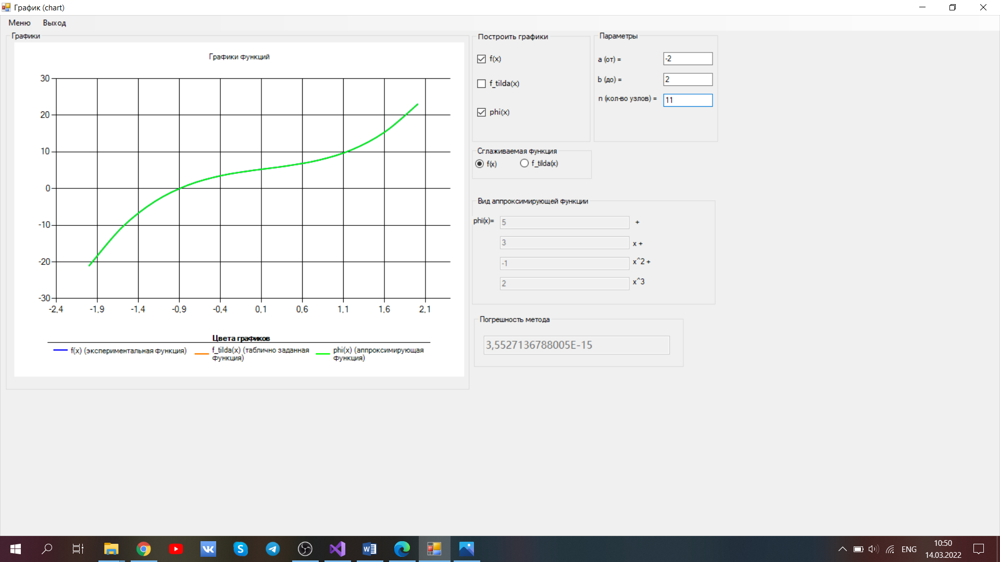 График (chart)
Меню Выход
Графики
Графики функций
30
20
10
0
-10
-20
-30
-2,4 -1,9 -1,4 -0,9 -0,4 0,1 0,6 1,1 1,6 2,1
Цвета графиков
f(x) (экспериментальная функция)
f_tilda(x) (таблично заданная
функция)
phi(x) (аппроксимирующая
функция)
Построить графики
f(x)
f_tilda(x)
phi(x)
Параметры
a (от) = -2
b (до) = 2
n (кол-во узлов) = 11
Сглаживаемая функция
f(x) f_tilda(x)
Вид аппроксимирующей функции
phi(x)= 5 +
3 x +
-1 x^2 +
2 x^3
Погрешность метода
3,5527136788005E-15
ENG
10:50
14.03.2022